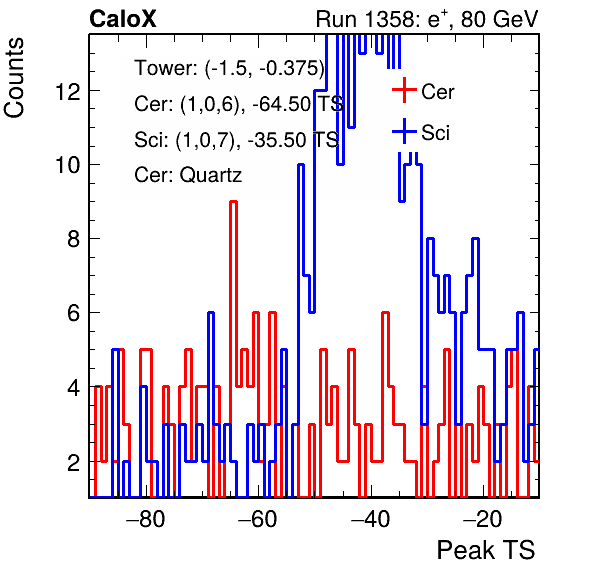 CaloX
Run 1358: e+, 80 GeV
Counts
Tower: (-1.5, -0.375)
Cer: (1,0,6), -64.50 TS
Sci: (1,0,7), -35.50 TS
Cer: Quartz
Cer
Sci
12
10
8
6
4
2
−80
−60
−40
−20
Peak TS